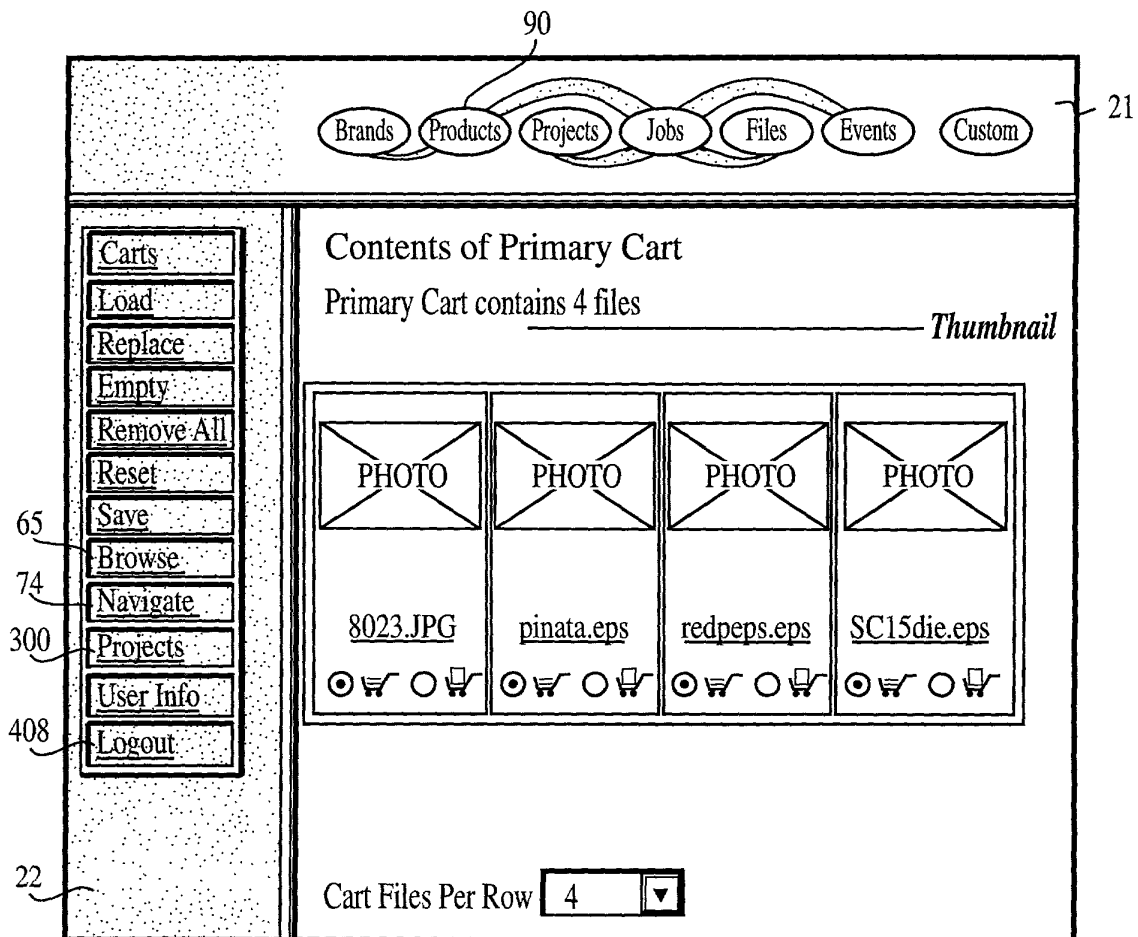 90
21
Brands Products Projects Jobs Files Events Custom
Carts
Load
Replace
Empty
Remove All
Reset
Save
65
Browse
74
Navigate
300
Projects
User Info
408
Logout
22
Contents of Primary Cart
Primary Cart contains 4 files
Thumbnail
PHOTO PHOTO PHOTO PHOTO
8023.JPG pinata.eps redpeps.eps SC15die.eps
Cart Files Per Row 4